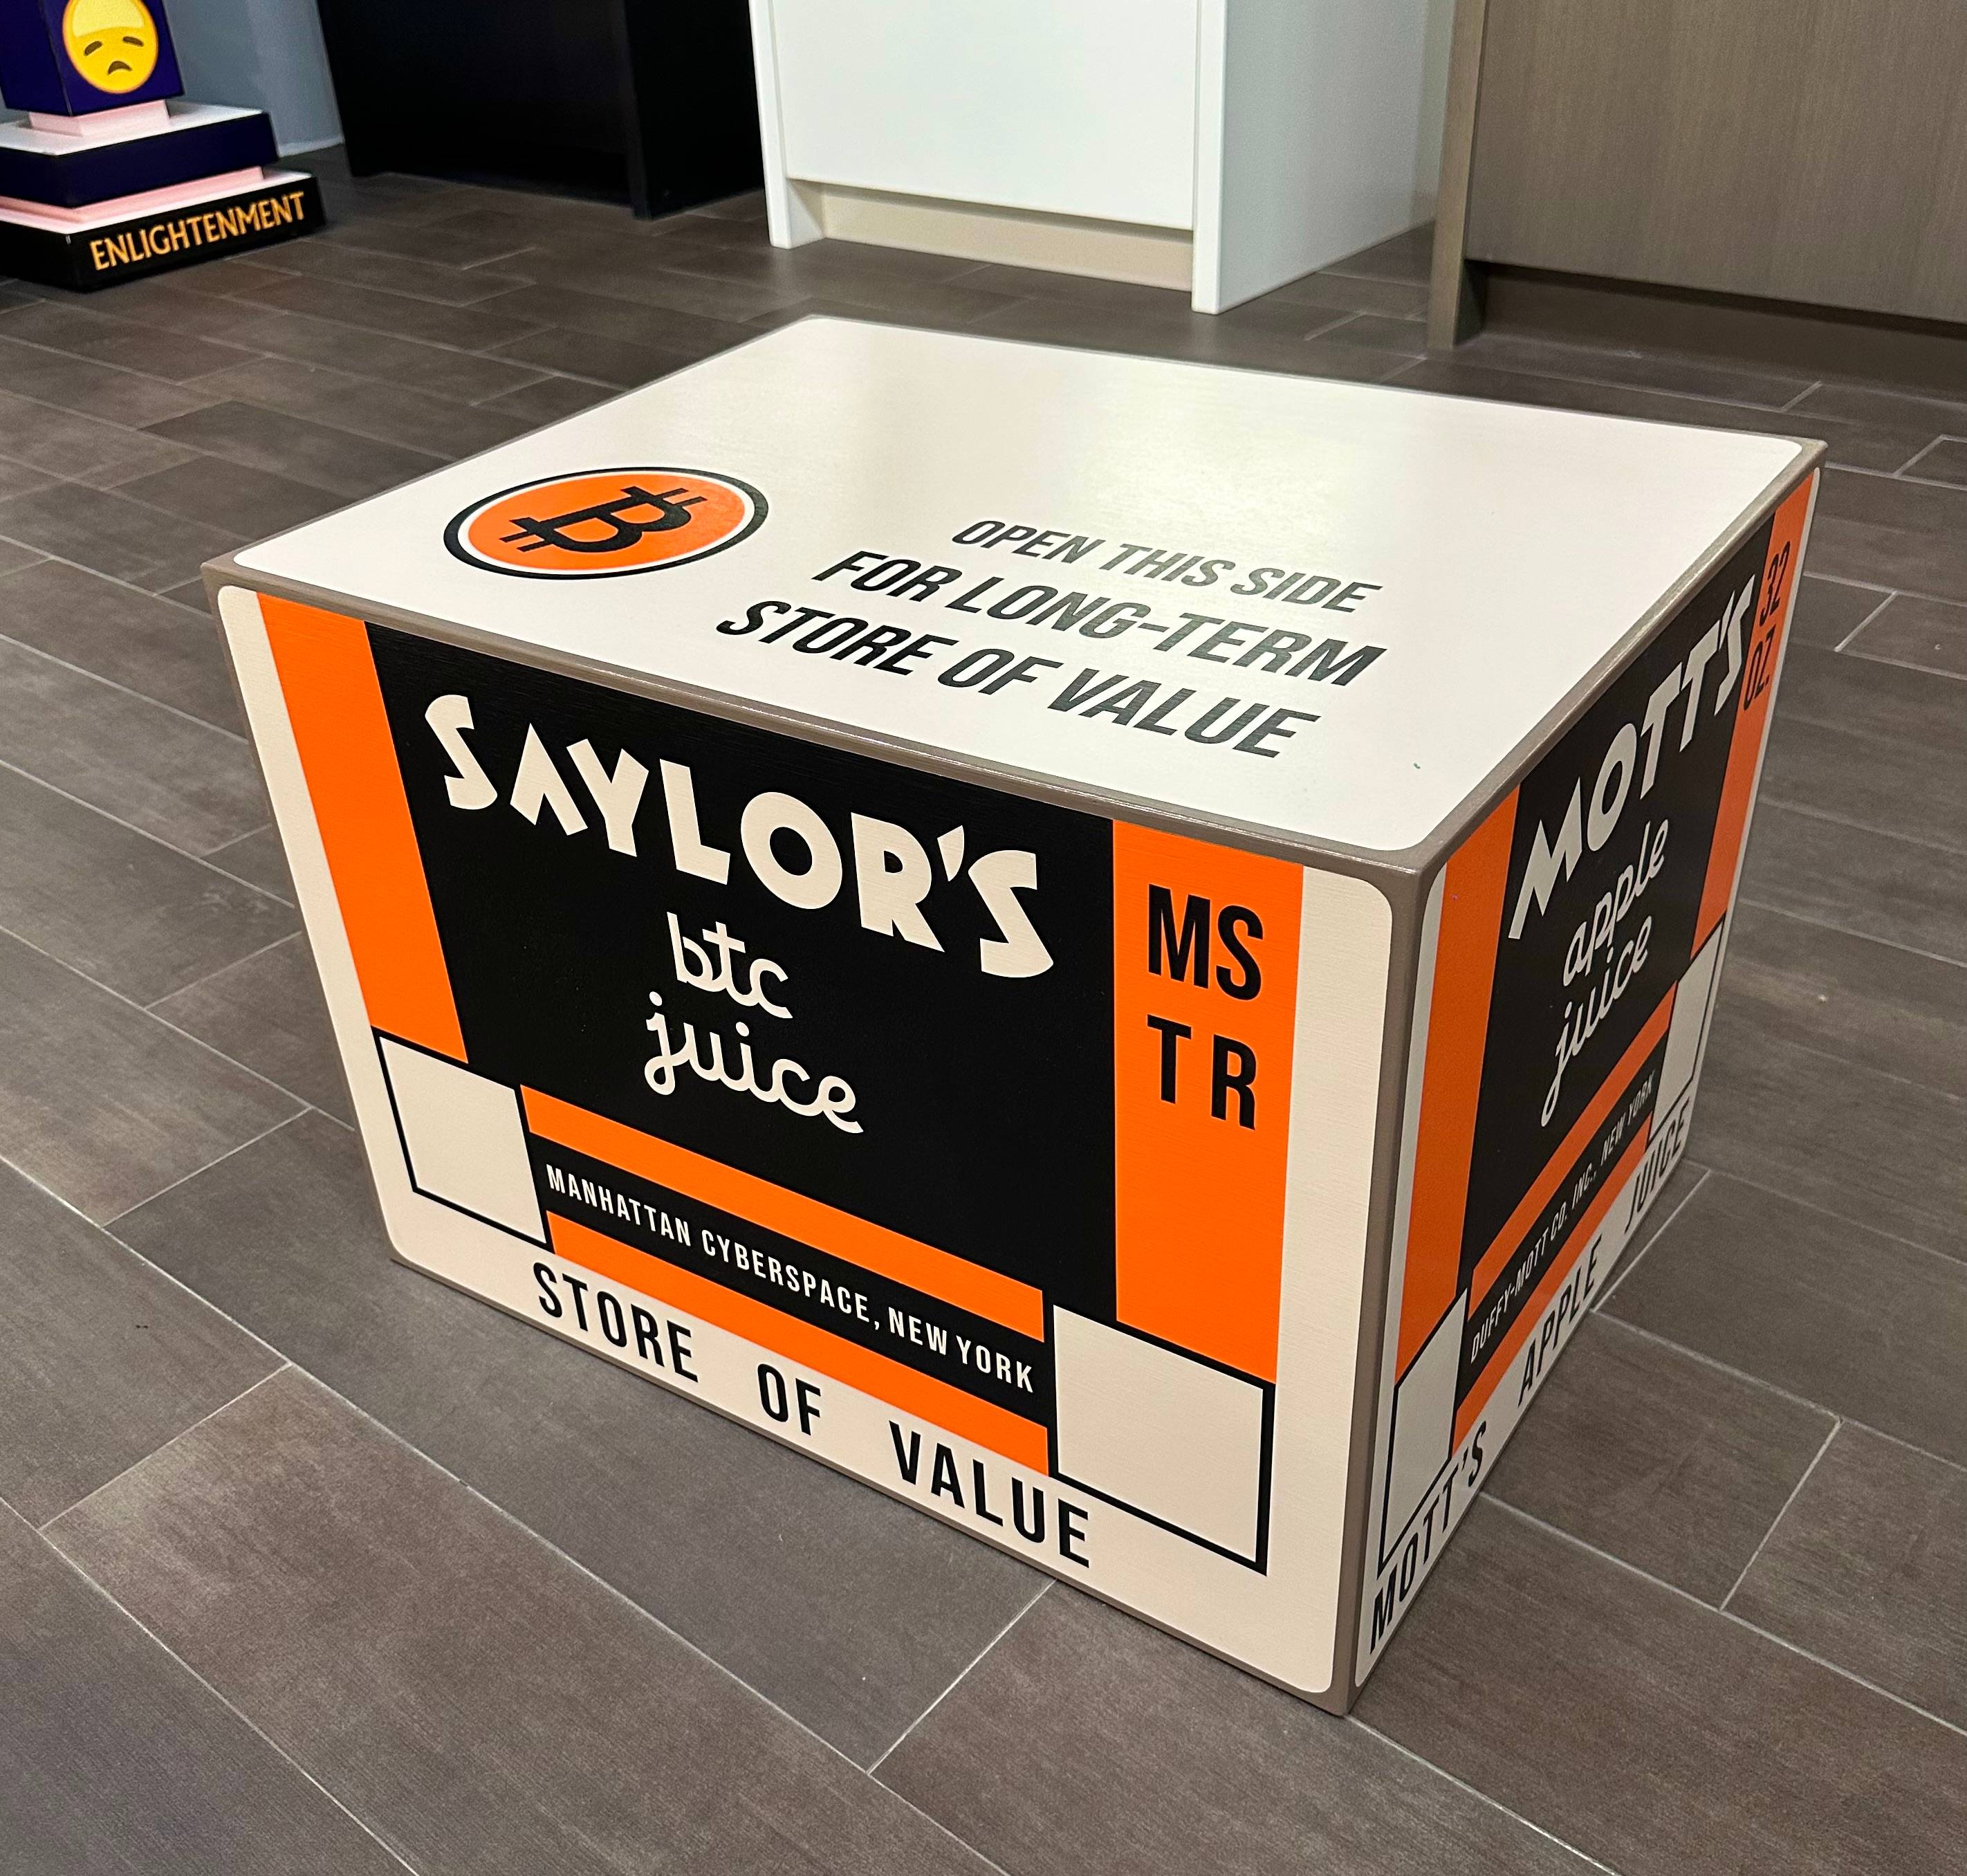 ENLIGHTENMENT
OPEN THIS SIDE
FOR LONG-TERM
STORE OF VALUE
SAYLOR'S
btc
juice
MS
TR
MANHATTAN CYBERSPACE, NEW YORK
STORE OF VALUE
MOTT'S
apple
juice
32
OZ.
DUFFY-MOTT CO. INC., NEW YORK
MOTT'S APPLE JUICE